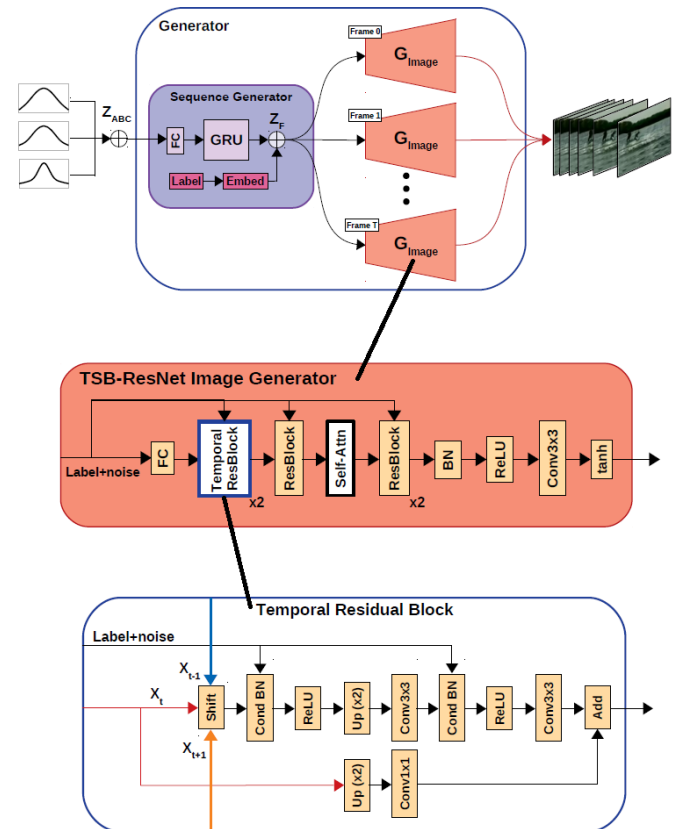 Generator
Frame 0
G_Image
Z_ABC
Sequence Generator
FC
GRU
Z_F
Label
Embed
Frame 1
G_Image
Frame T
G_Image
TSB-ResNet Image Generator
Label+noise
FC
Temporal
ResBlock
x2
ResBlock
Self-Attn
ResBlock
x2
BN
ReLU
Conv3x3
tanh
Temporal Residual Block
Label+noise
X_t-1
X_t
X_t+1
Shift
Cond BN
ReLU
Up (x2)
Conv3x3
Cond BN
ReLU
Conv3x3
Add
Up (x2)
Conv1x1